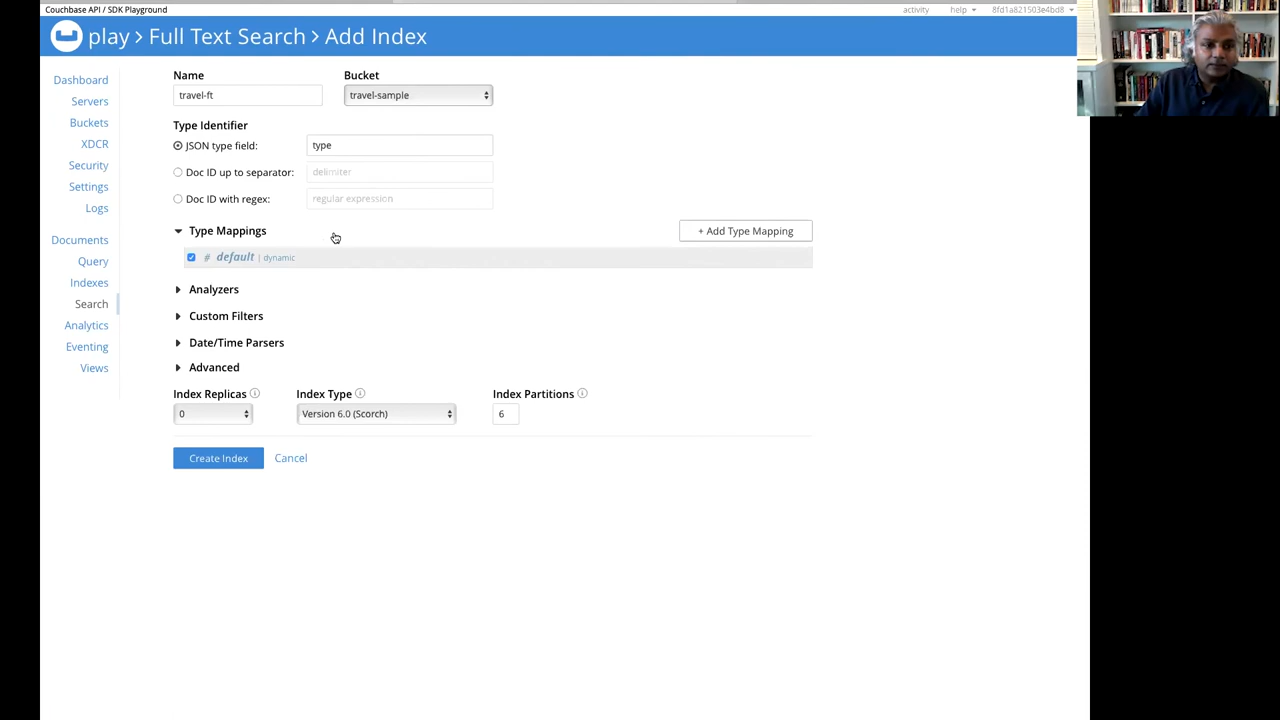 Couchbase API / SDK Playground
activity help 8fd1a821503e4bd8
play > Full Text Search > Add Index
Dashboard
Servers
Buckets
XDCR
Security
Settings
Logs
Documents
Query
Indexes
Search
Analytics
Eventing
Views
Name Bucket
travel-ft travel-sample
Type Identifier
JSON type field: type
Doc ID up to separator: delimiter
Doc ID with regex: regular expression
Type Mappings + Add Type Mapping
# default | dynamic
Analyzers
Custom Filters
Date/Time Parsers
Advanced
Index Replicas Index Type Index Partitions
0 Version 6.0 (Scorch) 6
Create Index Cancel